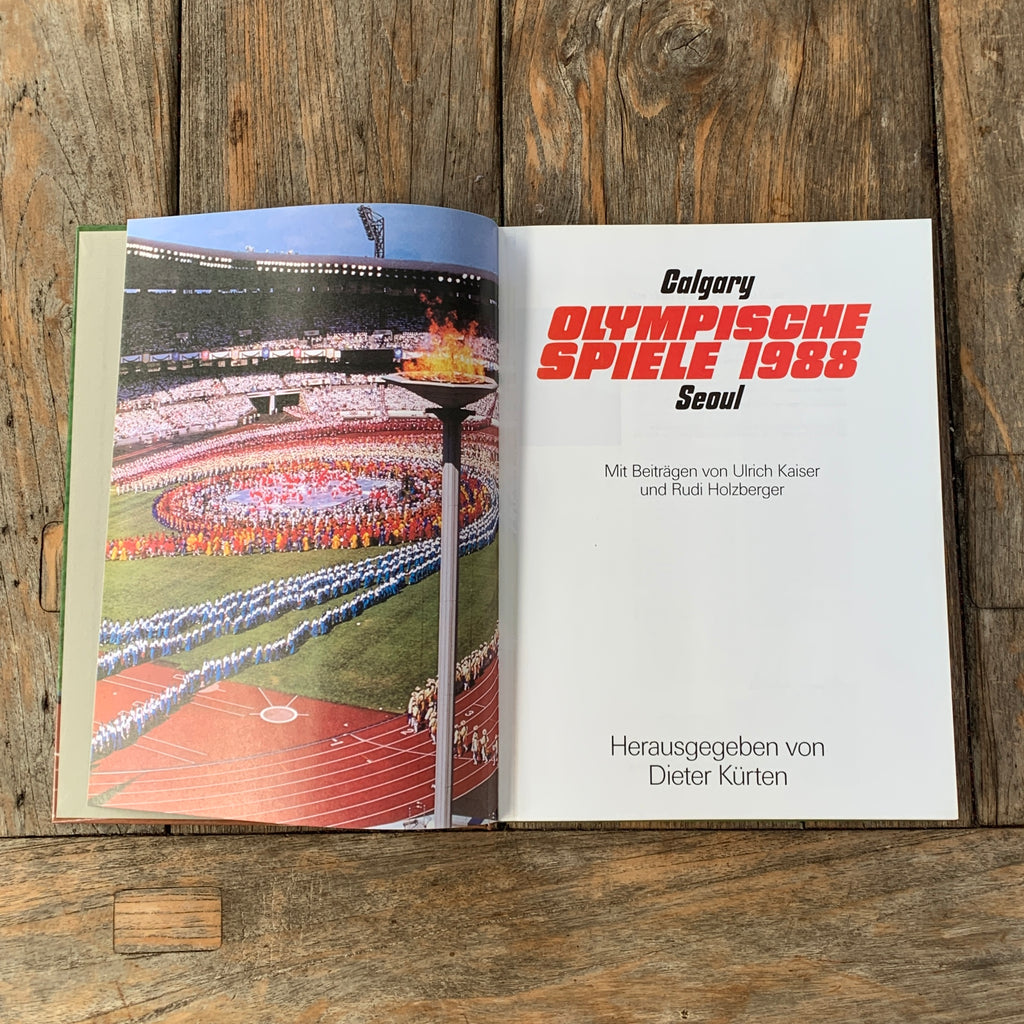 Calgary
OLYMPISCHE
SPIELE 1988
Seoul
Mit Beiträgen von Ulrich Kaiser
und Rudi Holzberger
Herausgegeben von
Dieter Kürten